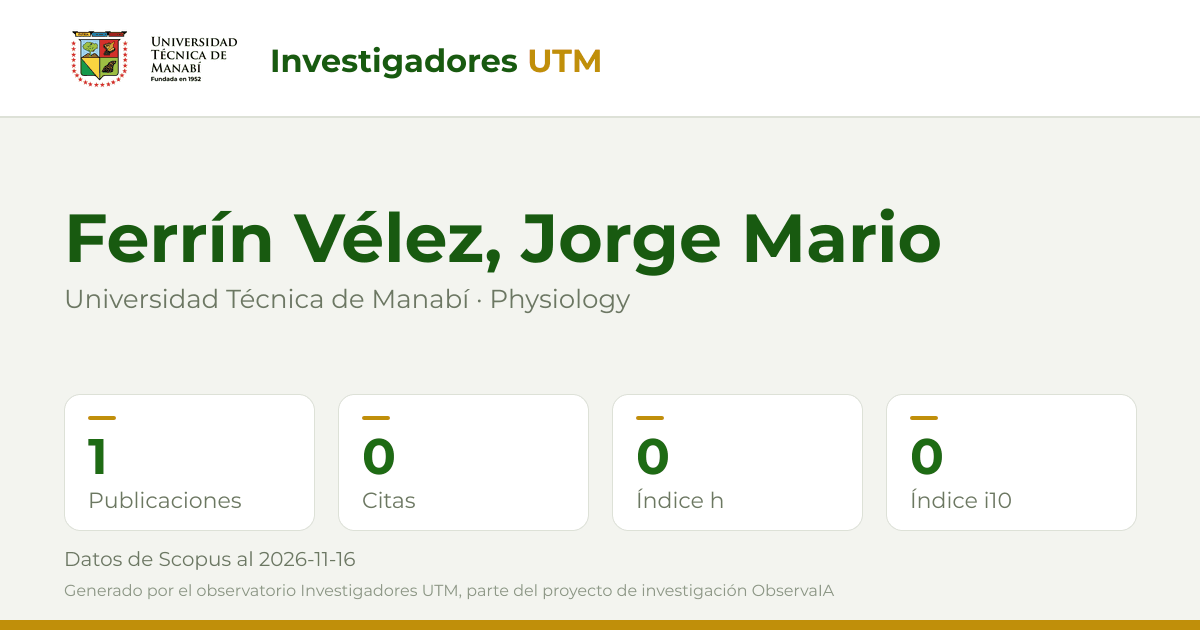 UNIVERSIDAD
TÉCNICA DE
MANABÍ
Fundada en 1952
Investigadores UTM
Ferrín Vélez, Jorge Mario
Universidad Técnica de Manabí · Physiology
1
Publicaciones
0
Citas
0
Índice h
0
Índice i10
Datos de Scopus al 2026-11-16
Generado por el observatorio Investigadores UTM, parte del proyecto de investigación ObservaIA